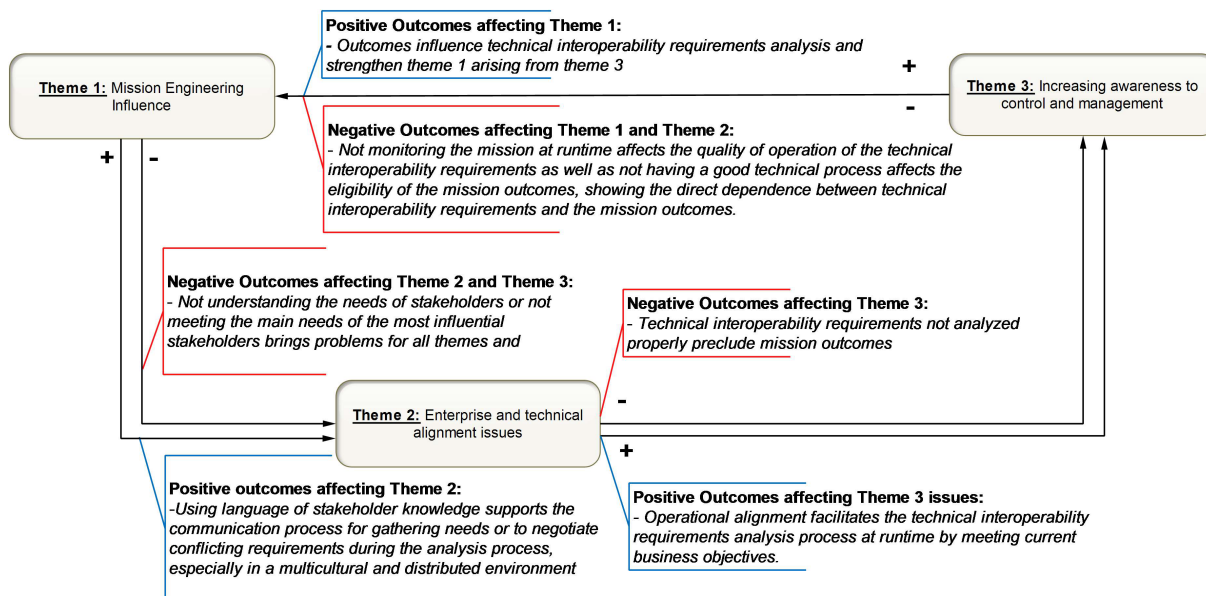 Positive Outcomes affecting Theme 1:
- Outcomes influence technical interoperability requirements analysis and
strengthen theme 1 arising from theme 3
Theme 1: Mission Engineering
Influence
+
-
Theme 3: Increasing awareness to
control and management
Negative Outcomes affecting Theme 1 and Theme 2:
- Not monitoring the mission at runtime affects the quality of operation of the technical
interoperability requirements as well as not having a good technical process affects the
eligibility of the mission outcomes, showing the direct dependence between technical
interoperability requirements and the mission outcomes.
+
-
Negative Outcomes affecting Theme 2 and Theme 3:
- Not understanding the needs of stakeholders or not
meeting the main needs of the most influential
stakeholders brings problems for all themes and
Negative Outcomes affecting Theme 3:
- Technical interoperability requirements not analyzed
properly preclude mission outcomes
Theme 2: Enterprise and technical
alignment issues
-
+
Positive outcomes affecting Theme 2:
-Using language of stakeholder knowledge supports the
communication process for gathering needs or to negotiate
conflicting requirements during the analysis process,
especially in a multicultural and distributed environment
Positive Outcomes affecting Theme 3 issues:
- Operational alignment facilitates the technical interoperability
requirements analysis process at runtime by meeting current
business objectives.